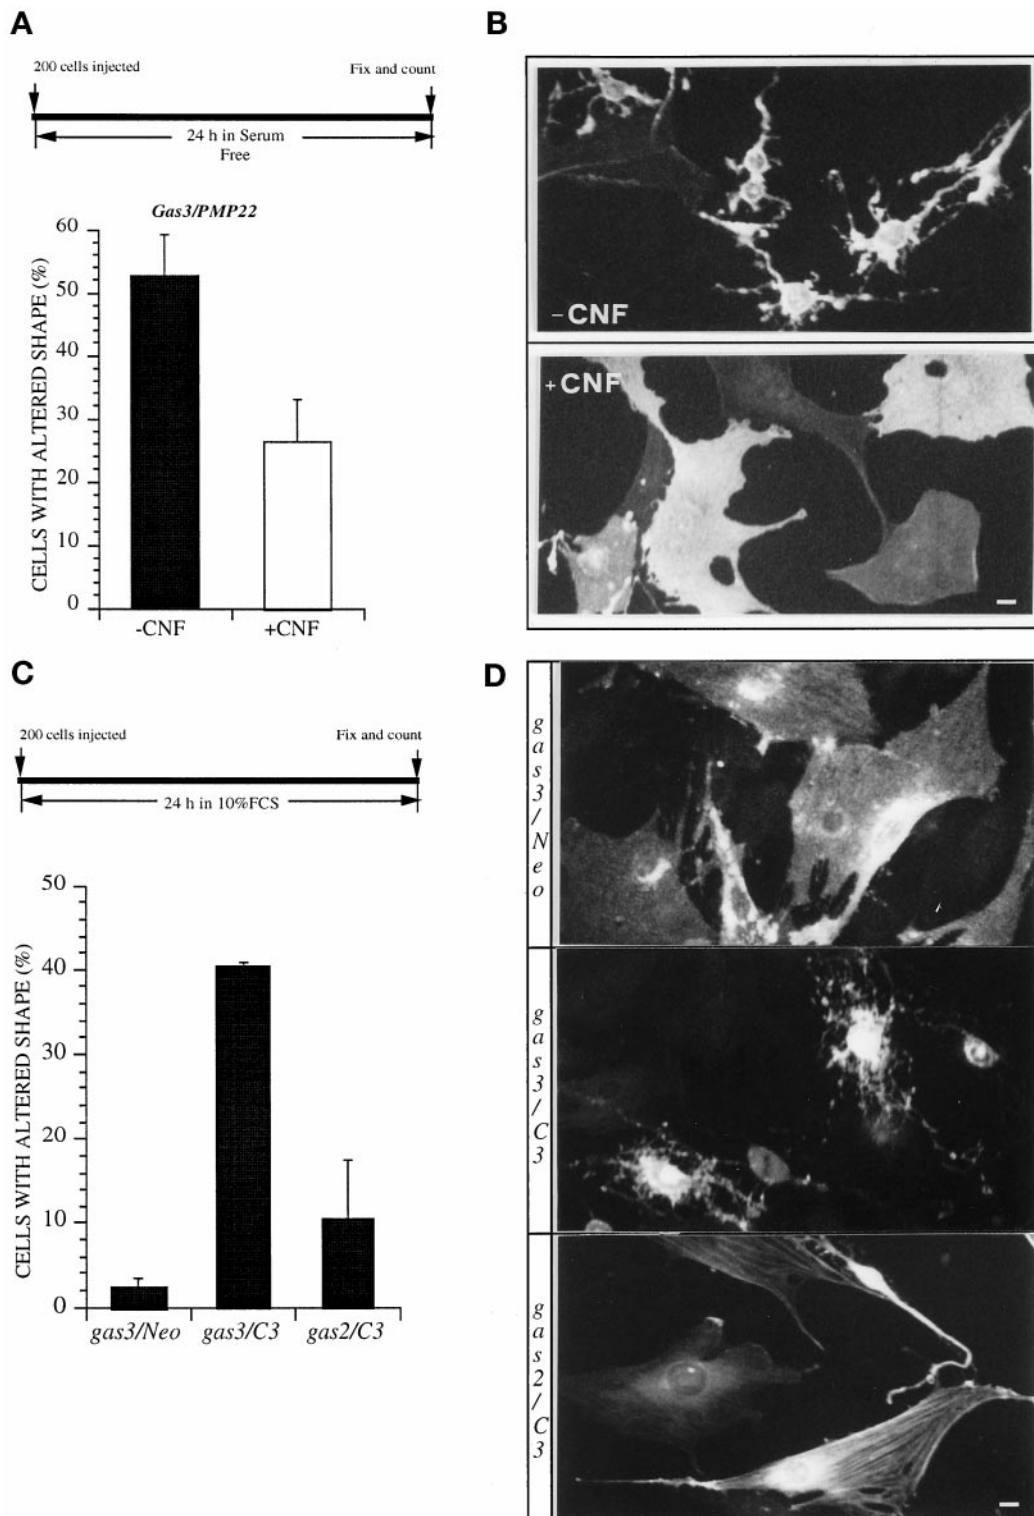 A
200 cells injected
Fix and count
24 h in Serum
Free
Gas3/PMP22
CELLS WITH ALTERED SHAPE (%)
60
50
40
30
20
10
0
-CNF
+CNF
B
-CNF
+CNF
C
200 cells injected
Fix and count
24 h in 10%FCS
CELLS WITH ALTERED SHAPE (%)
50
40
30
20
10
0
gas3/Neo
gas3/C3
gas2/C3
D
gas3/Neo
gas3/C3
gas2/C3